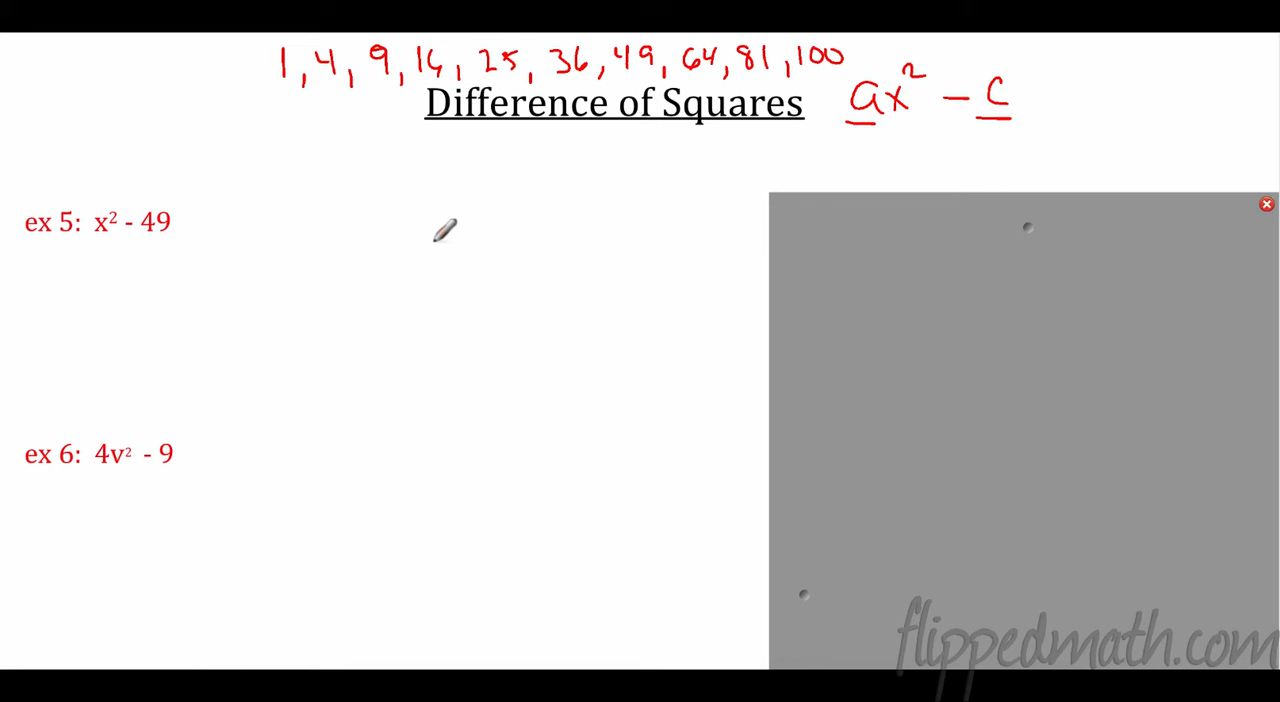 1, 4, 9, 16, 25, 36, 49, 64, 81, 100
Difference of Squares ax² - c
ex 5: x² - 49
ex 6: 4v² - 9
flippedmath.com